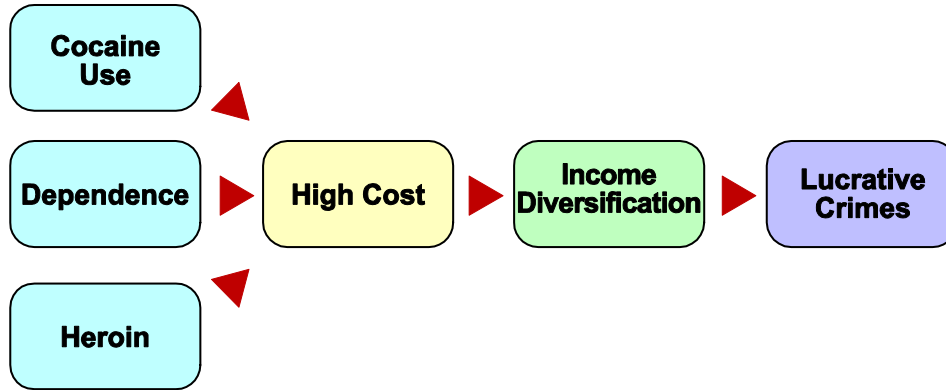 Cocaine
Use
Dependence
High Cost
Income
Diversification
Lucrative
Crimes
Heroin